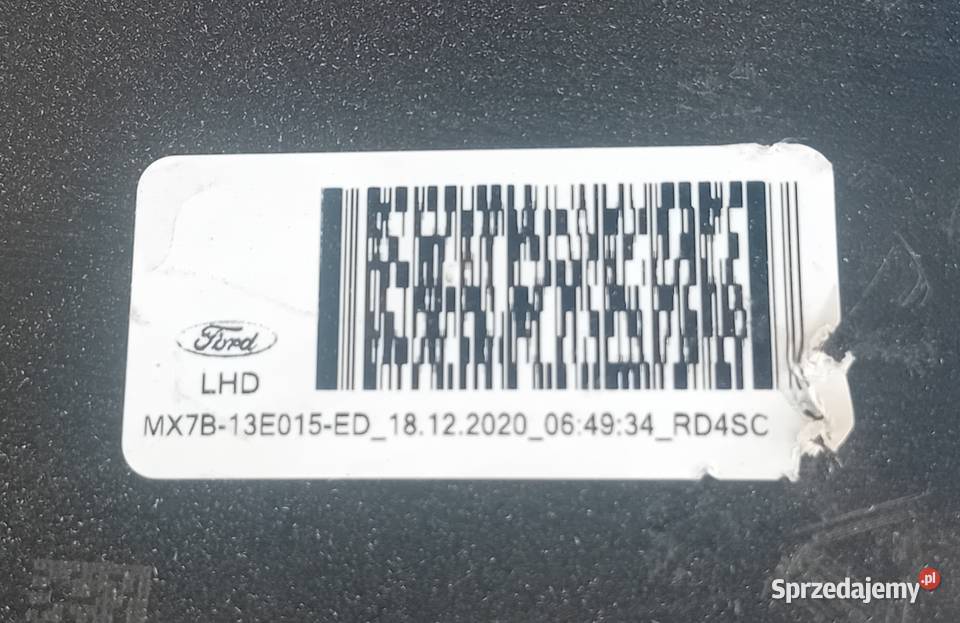 Ford
LHD
MX7B-13E015-ED_18.12.2020_06:49:34_RD4SC
Sprzedajemy.pl